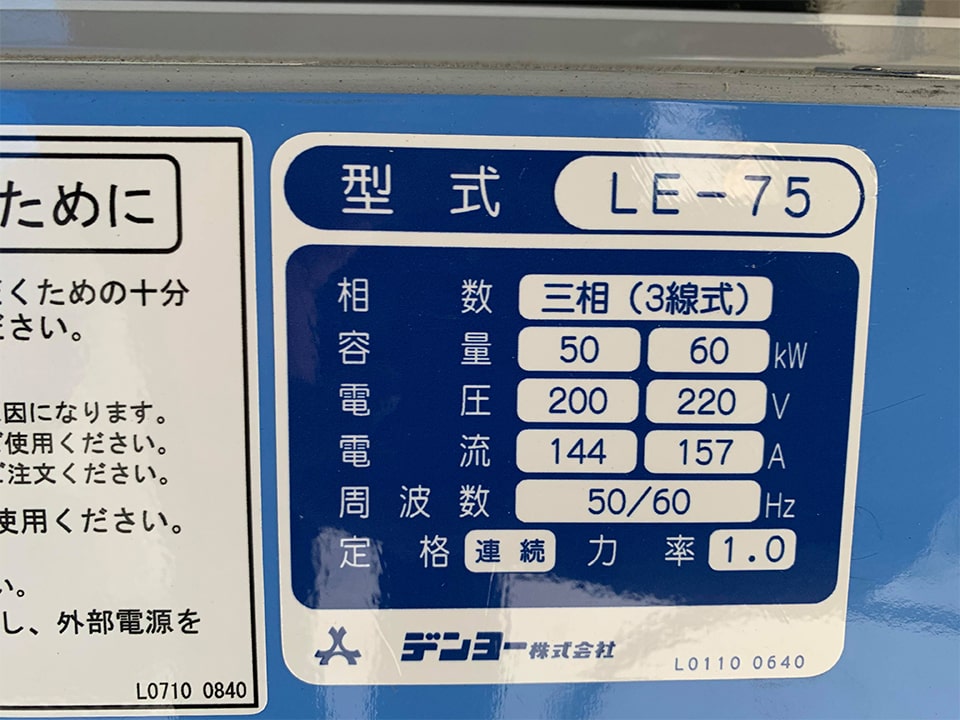 ために
くための十分
ださい。
因になります。
使用ください。
ご注文ください。
使用ください。
い。
し、外部電源を
L0710 0840
型式 LE-75
相数 三相（3線式）
容量 50 60 kW
電圧 200 220 V
電流 144 157 A
周波数 50/60 Hz
定格 連続 力率 1.0
デンヨー株式会社
L0110 0640